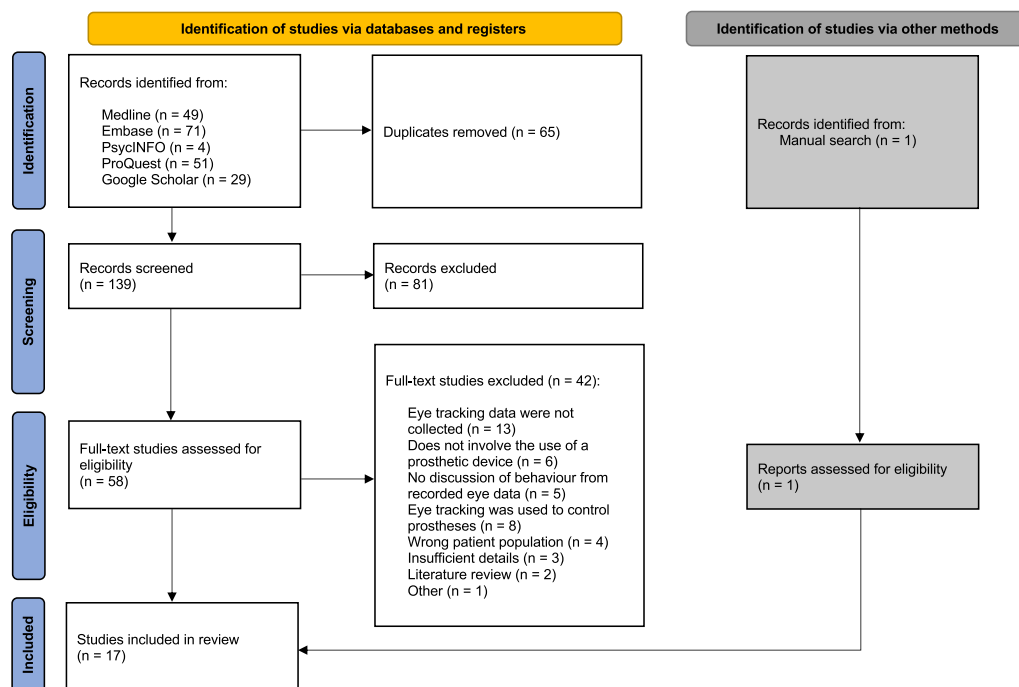 Identification of studies via databases and registers
Identification of studies via other methods
Identification
Records identified from:
Medline (n = 49)
Embase (n = 71)
PsycINFO (n = 4)
ProQuest (n = 51)
Google Scholar (n = 29)
Duplicates removed (n = 65)
Records identified from:
Manual search (n = 1)
Screening
Records screened
(n = 139)
Records excluded
(n = 81)
Eligibility
Full-text studies assessed for
eligibility
(n = 58)
Full-text studies excluded (n = 42):
Eye tracking data were not
collected (n = 13)
Does not involve the use of a
prosthetic device (n = 6)
No discussion of behaviour from
recorded eye data (n = 5)
Eye tracking was used to control
prostheses (n = 8)
Wrong patient population (n = 4)
Insufficient details (n = 3)
Literature review (n = 2)
Other (n = 1)
Reports assessed for eligibility
(n = 1)
Included
Studies included in review
(n = 17)